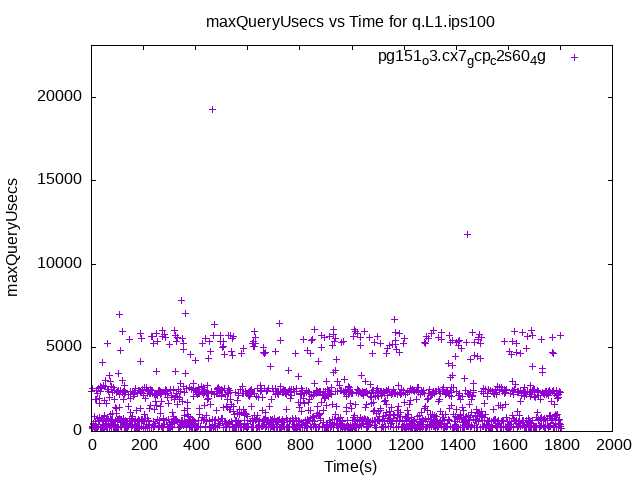 maxQueryUsecs vs Time for q.L1.ips100
pg151o3.cx7gcpc2s604g
maxQueryUsecs
20000
15000
10000
5000
0
0 200 400 600 800 1000 1200 1400 1600 1800 2000
Time(s)